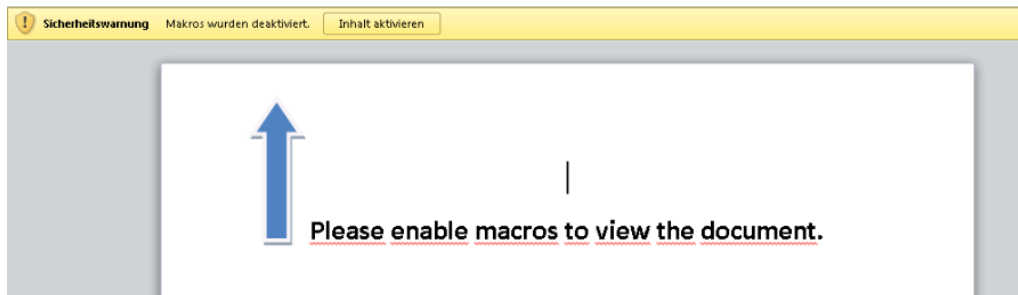 Sicherheitswarnung Makros wurden deaktiviert. Inhalt aktivieren
Please enable macros to view the document.